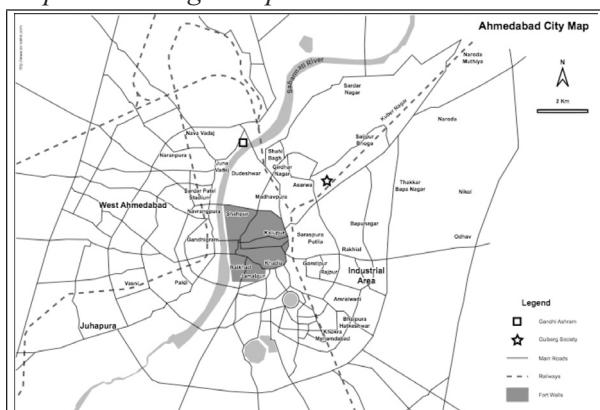 Ahmedabad City Map
N
2 Km
Sabarmati River
Naroda
Muthiya
Sardar
Nagar
Kuber Nagar
Naroda
Nava Vadaj
Saijpur
Bhoga
Naranpura
Juna
Vadaj
Shahi
Bagh
Girdhar
Nagar
Dudeshwar
Asarwa
Thakkar
Bapa Nagar
Nikol
Sardar Patel
Stadium
Madhavpura
West Ahmedabad
Navrangpura
Shahpur
Bapunagar
Saraspura
Potlia
Kalupur
Odhav
Gandhigram
Rakhial
Khadia
Raikhad
Jamalpur
Gomtipur
Rajpur
Industrial
Area
Vasna
Paldi
Amraiwani
Juhapura
Bhaipura
Hatkeshwar
Khokra
Mehamdabad
Legend
Gandhi Ashram
Gulberg Society
Main Roads
Railways
Fort Walls